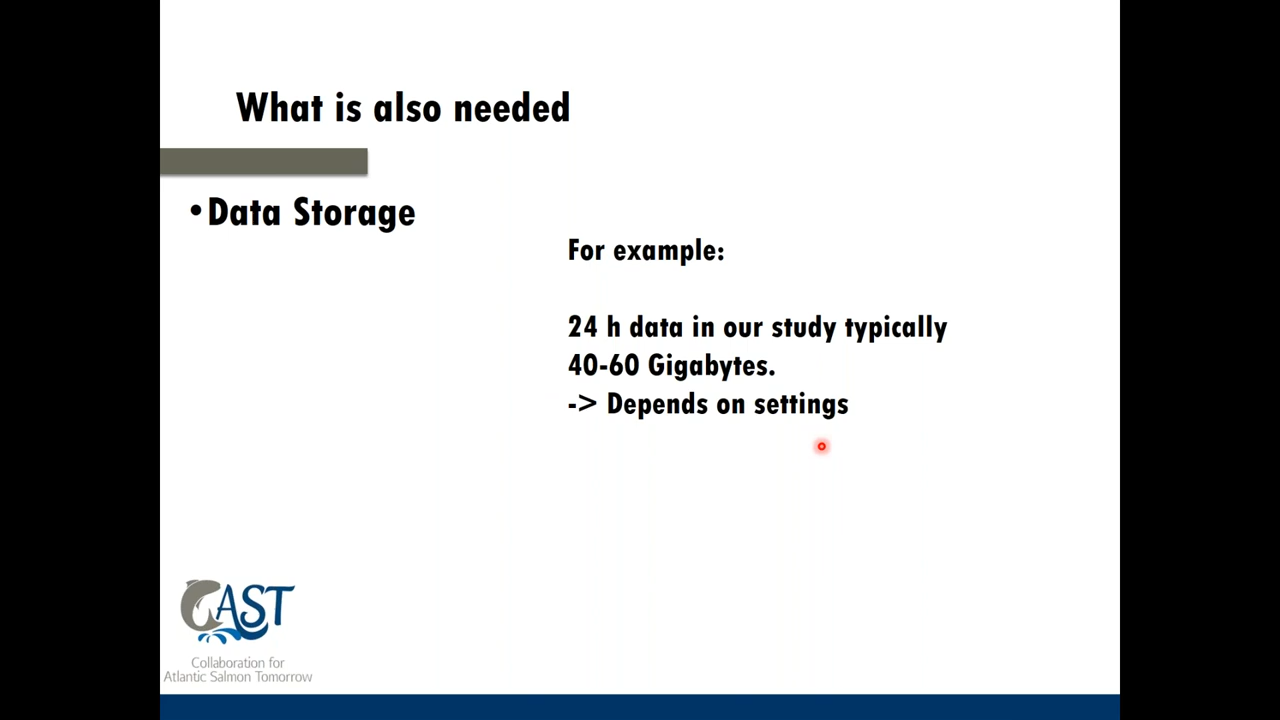 What is also needed
•Data Storage
For example:
24 h data in our study typically
40-60 Gigabytes.
-> Depends on settings
CAST
Collaboration for
Atlantic Salmon Tomorrow